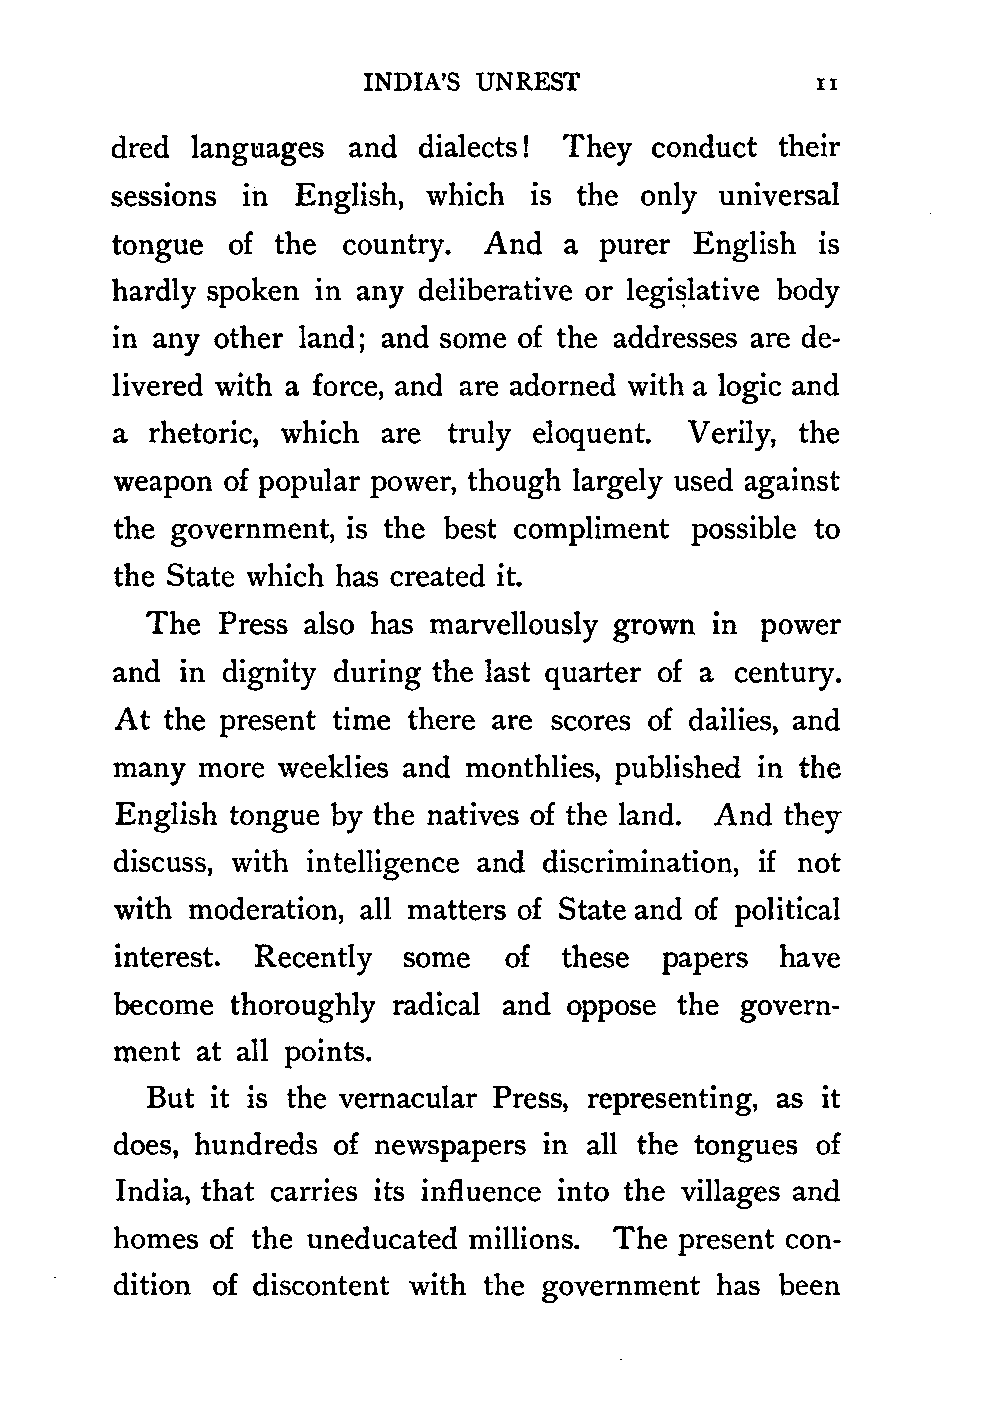 INDIA'S UNREST 11
dred languages and dialects! They conduct their
sessions in English, which is the only universal
tongue of the country. And a purer English is
hardly spoken in any deliberative or legislative body
in any other land; and some of the addresses are de-
livered with a force, and are adorned with a logic and
a rhetoric, which are truly eloquent. Verily, the
weapon of popular power, though largely used against
the government, is the best compliment possible to
the State which has created it.
The Press also has marvellously grown in power
and in dignity during the last quarter of a century.
At the present time there are scores of dailies, and
many more weeklies and monthlies, published in the
English tongue by the natives of the land. And they
discuss, with intelligence and discrimination, if not
with moderation, all matters of State and of political
interest. Recently some of these papers have
become thoroughly radical and oppose the govern-
ment at all points.
But it is the vernacular Press, representing, as it
does, hundreds of newspapers in all the tongues of
India, that carries its influence into the villages and
homes of the uneducated millions. The present con-
dition of discontent with the government has been